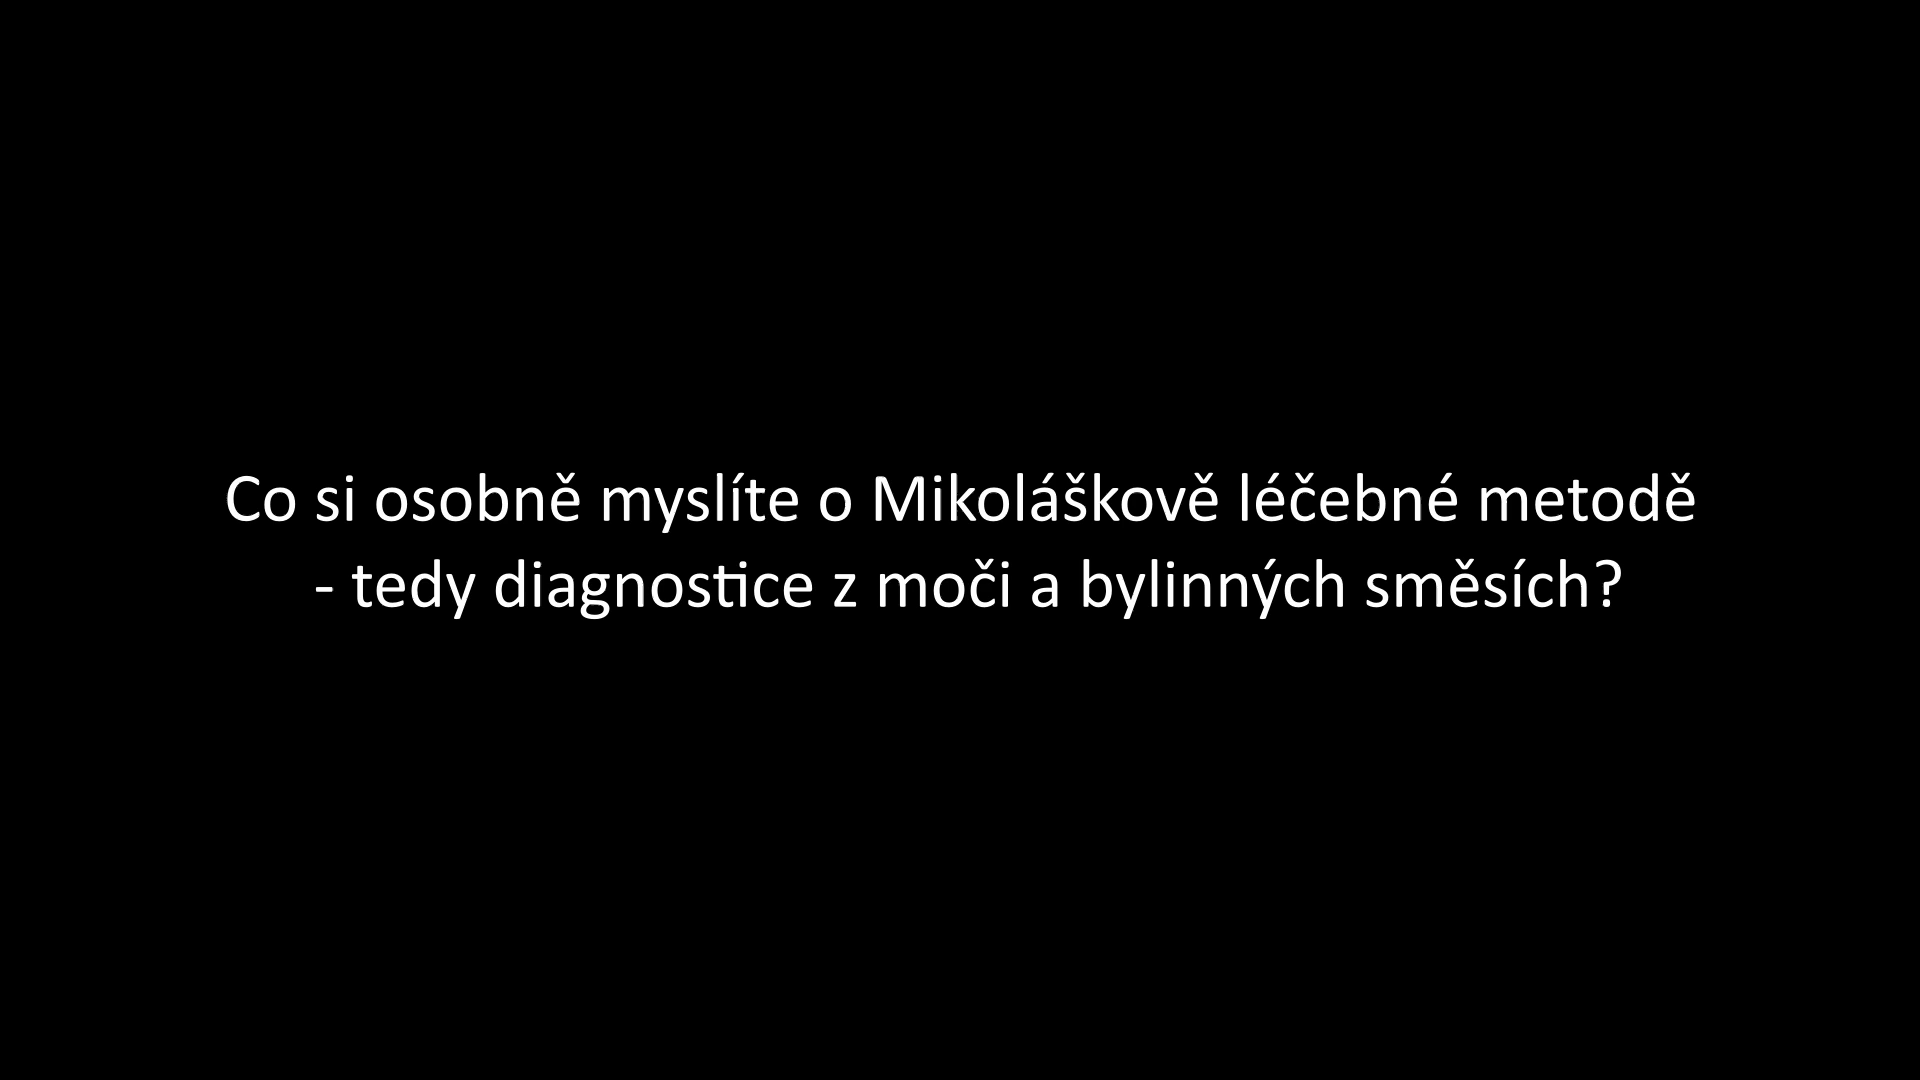 Co si osobně myslíte o Mikoláškově léčebné metodě
- tedy diagnostice z moči a bylinných směsích?